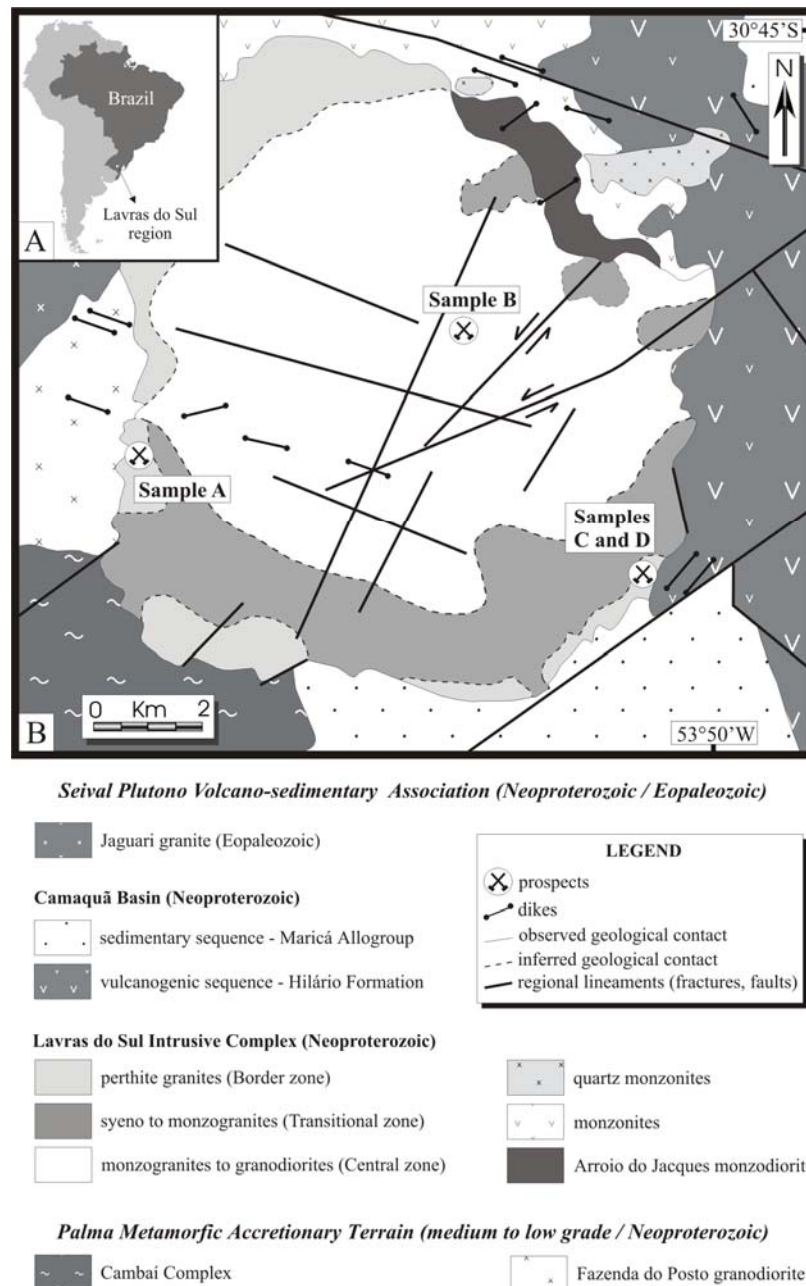 30°45'S
N
Brazil
Lavras do Sul
region
A
Sample B
Sample A
Samples
C and D
0 Km 2
B
53°50'W
Seival Plutono Volcano-sedimentary Association (Neoproterozoic / Eopaleozoic)
Jaguari granite (Eopaleozoic)
Camaquã Basin (Neoproterozoic)
sedimentary sequence - Maricá Allogroup
vulcanogenic sequence - Hilário Formation
LEGEND
prospects
dikes
observed geological contact
inferred geological contact
regional lineaments (fractures, faults)
Lavras do Sul Intrusive Complex (Neoproterozoic)
perthite granites (Border zone)
syeno to monzogranites (Transitional zone)
monzogranites to granodiorites (Central zone)
quartz monzonites
monzonites
Arroio do Jacques monzodiorit
Palma Metamorfic Accretionary Terrain (medium to low grade / Neoproterozoic)
Cambaí Complex
Fazenda do Posto granodiorite